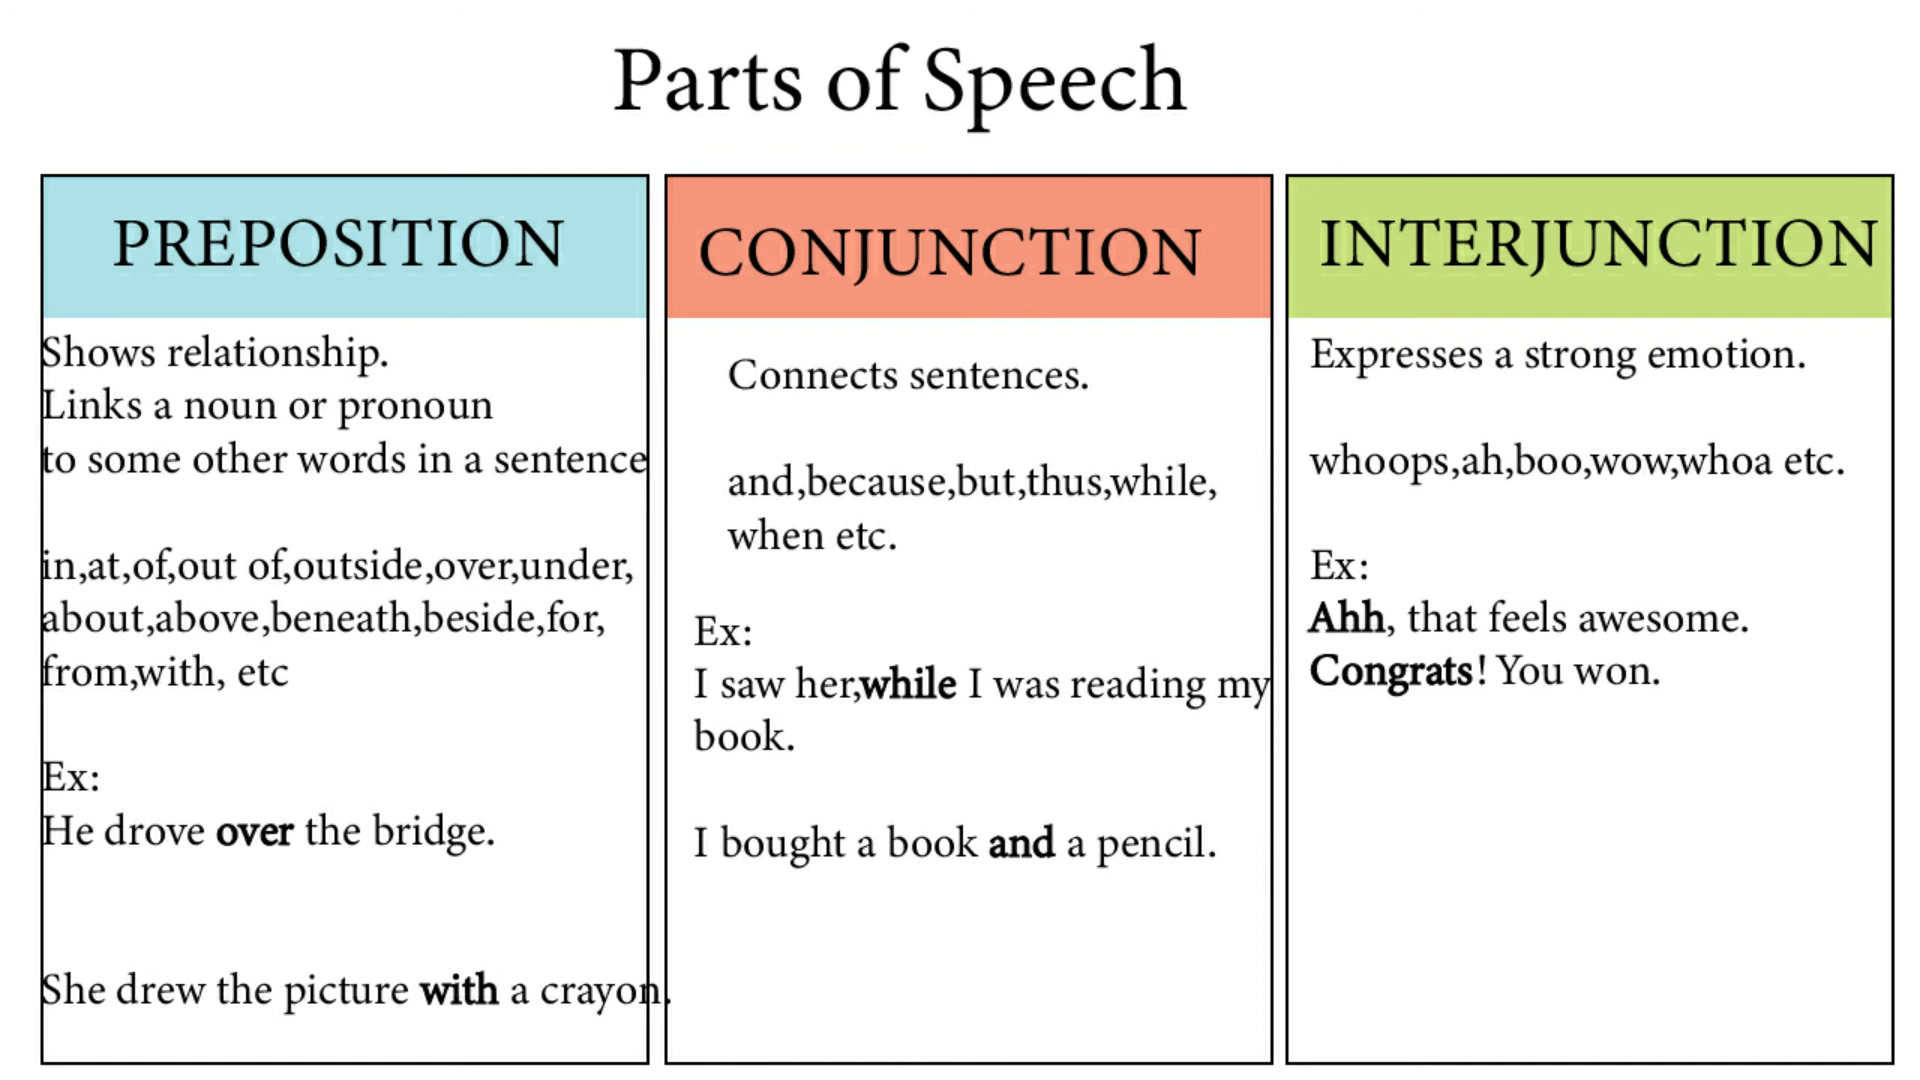 Parts of Speech
PREPOSITION
Shows relationship.
Links a noun or pronoun
to some other words in a sentence
in,at,of,out of,outside,over,under,
about,above,beneath,beside,for,
from,with, etc
Ex:
He drove over the bridge.
She drew the picture with a crayon.
CONJUNCTION
Connects sentences.
and,because,but,thus,while,
when etc.
Ex:
I saw her,while I was reading my
book.
I bought a book and a pencil.
INTERJUNCTION
Expresses a strong emotion.
whoops,ah,boo,wow,whoa etc.
Ex:
Ahh, that feels awesome.
Congrats! You won.